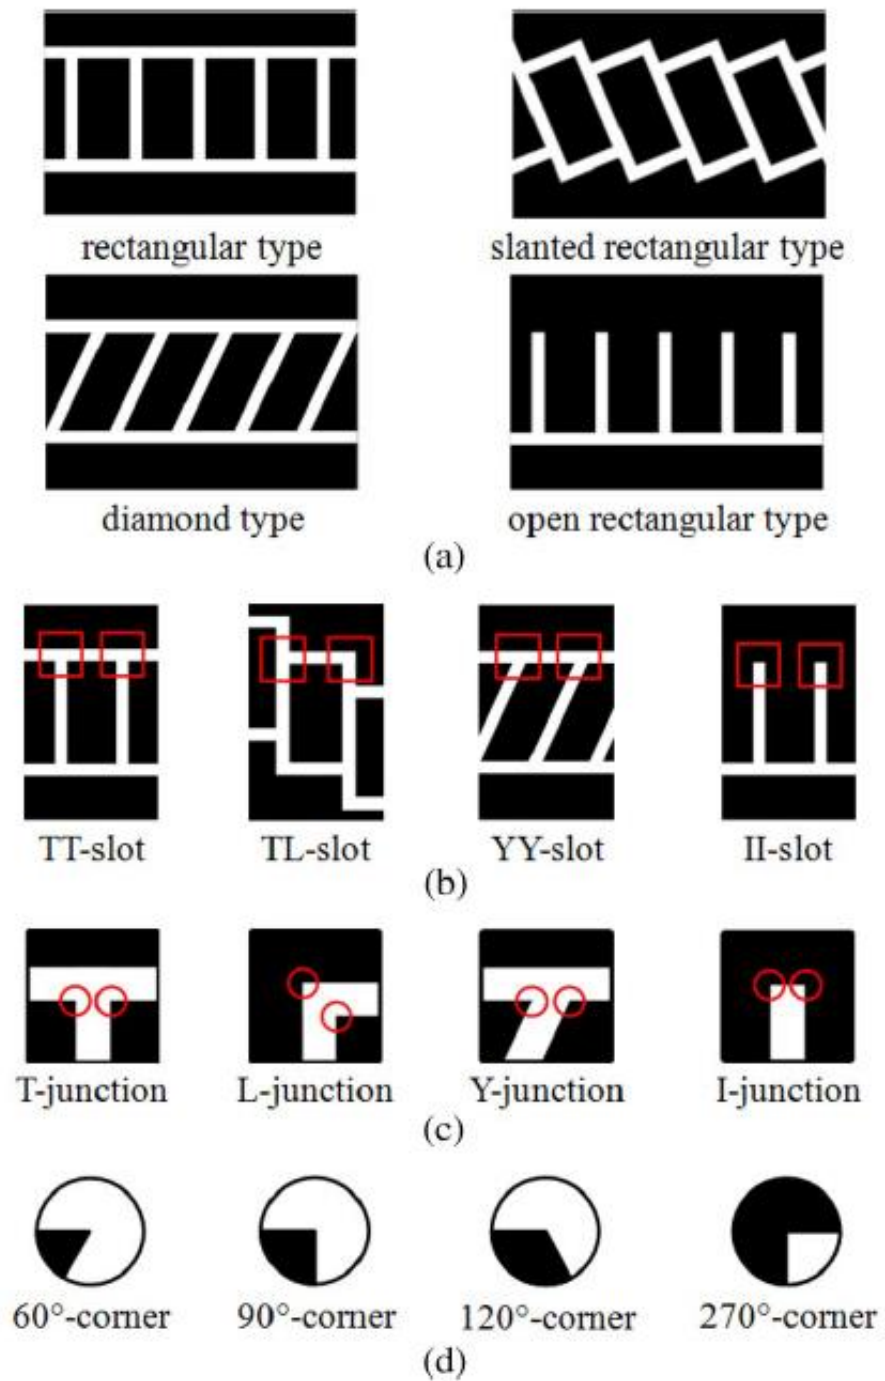 rectangular type
slanted rectangular type
diamond type
open rectangular type
(a)
TT-slot
TL-slot
YY-slot
II-slot
(b)
T-junction
L-junction
Y-junction
I-junction
(c)
60°-corner
90°-corner
120°-corner
270°-corner
(d)